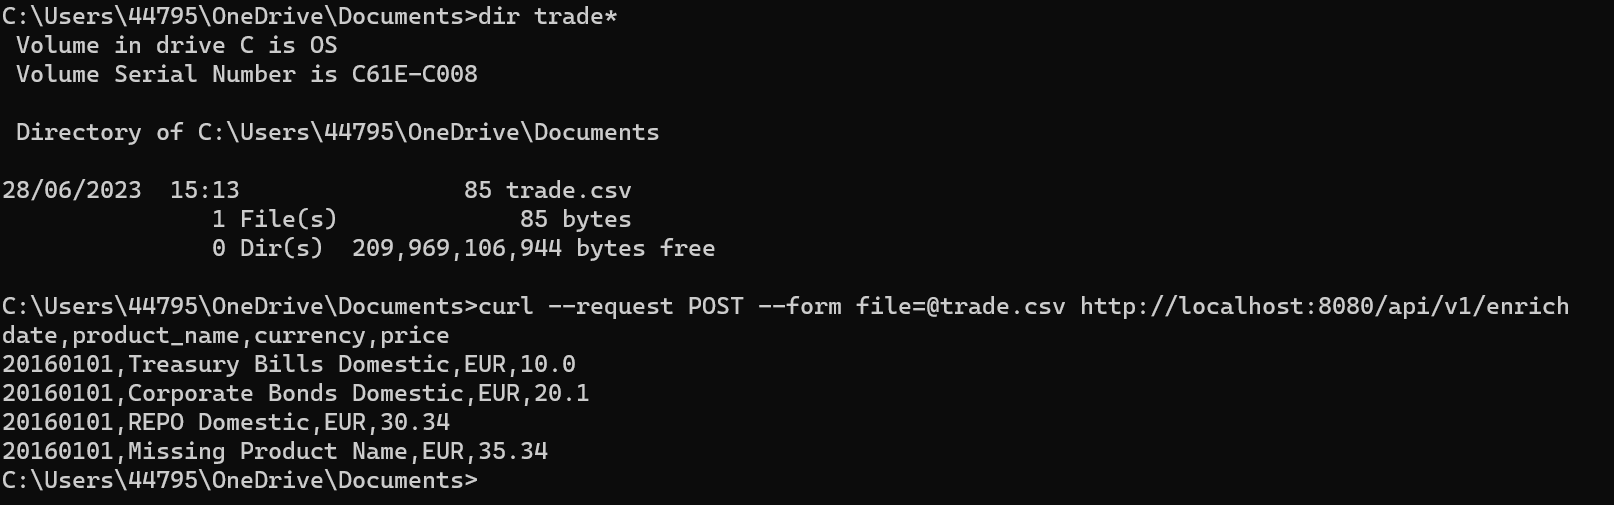 C:\Users\44795\OneDrive\Documents>dir trade*
 Volume in drive C is OS
 Volume Serial Number is C61E-C008

 Directory of C:\Users\44795\OneDrive\Documents

28/06/2023  15:13                85 trade.csv
               1 File(s)             85 bytes
               0 Dir(s)  209,969,106,944 bytes free

C:\Users\44795\OneDrive\Documents>curl --request POST --form file=@trade.csv http://localhost:8080/api/v1/enrich
date,product_name,currency,price
20160101,Treasury Bills Domestic,EUR,10.0
20160101,Corporate Bonds Domestic,EUR,20.1
20160101,REPO Domestic,EUR,30.34
20160101,Missing Product Name,EUR,35.34
C:\Users\44795\OneDrive\Documents>